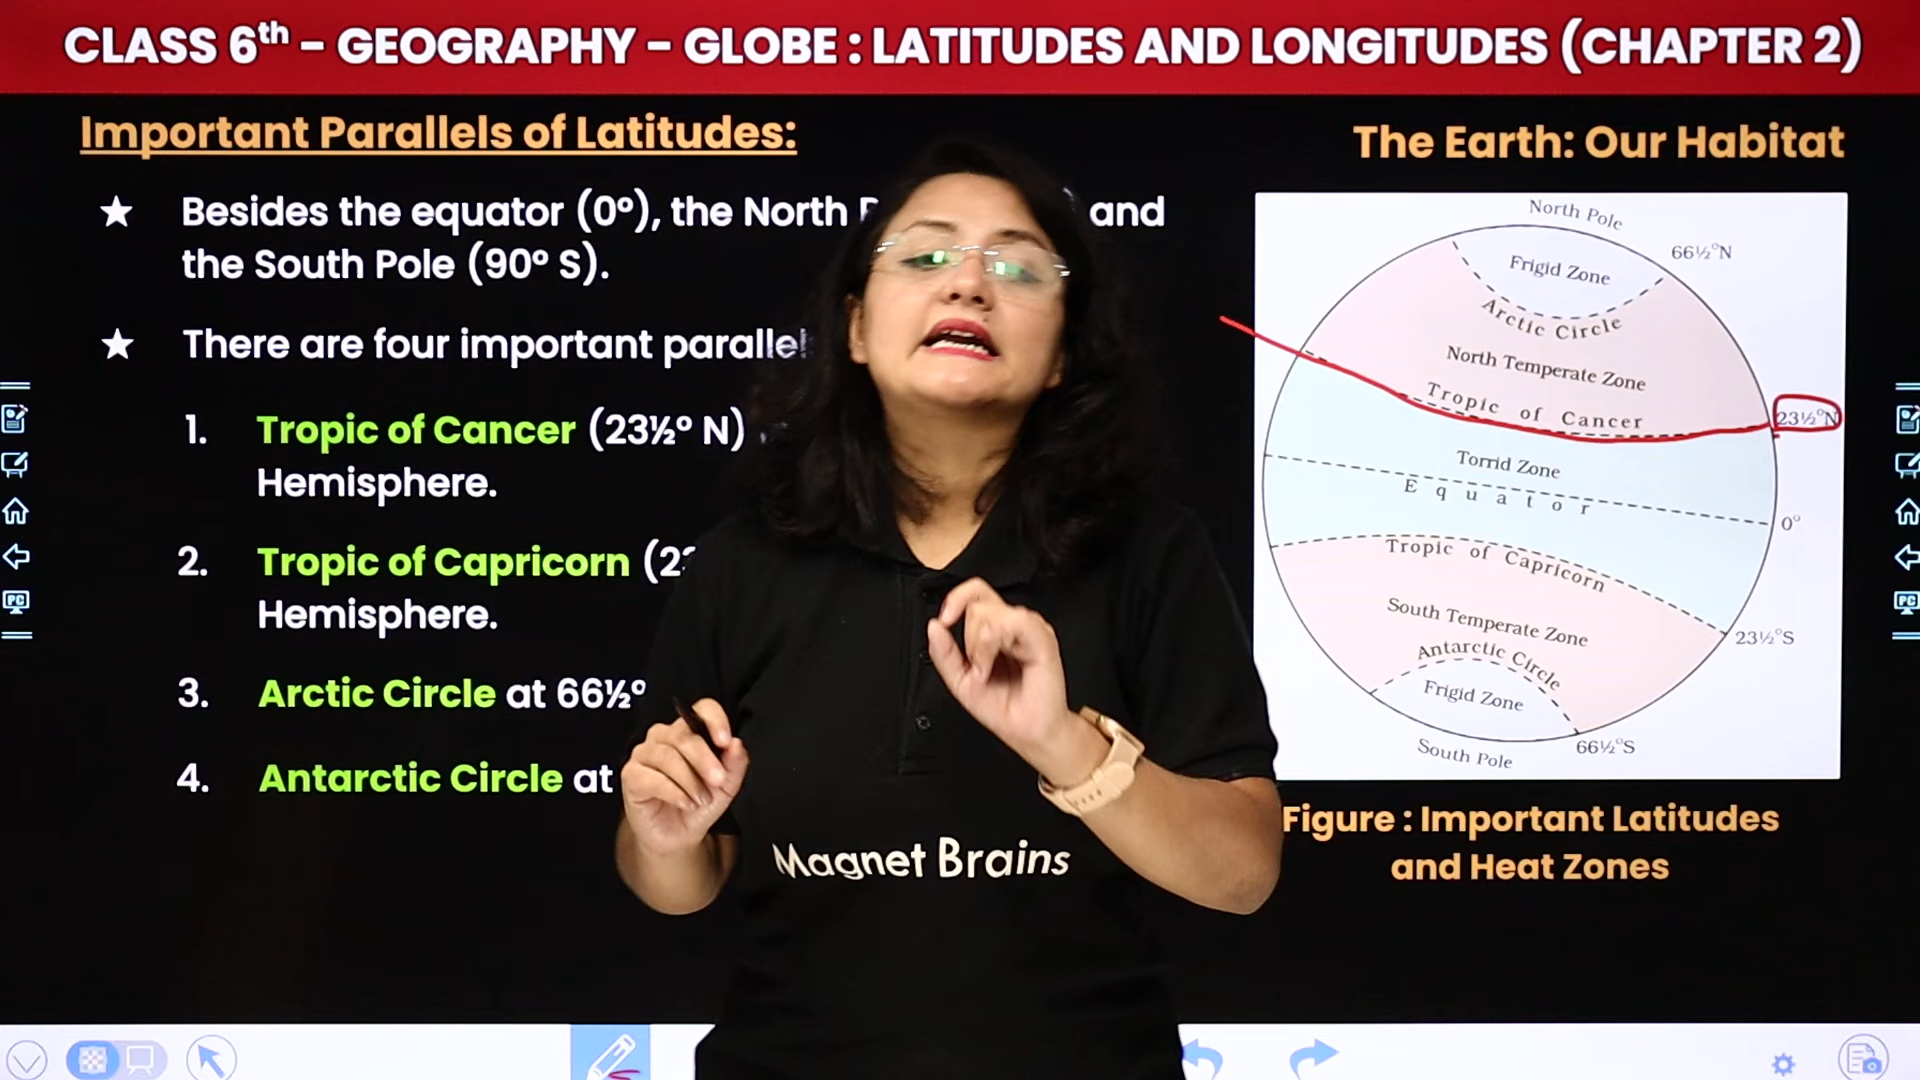 CLASS 6th - GEOGRAPHY - GLOBE : LATITUDES AND LONGITUDES (CHAPTER 2)
Important Parallels of Latitudes:
★ Besides the equator (0°), the North and
the South Pole (90° S).
★ There are four important
1. Tropic of Cancer (23½° N)
Hemisphere.
2. Tropic of Capricorn
Hemisphere.
3. Arctic Circle at 66½°
4. Antarctic Circle at
Magnet Brains
The Earth: Our Habitat
North Pole
66½°N
Frigid Zone
Arctic Circle
North Temperate Zone
Tropic of Cancer
23½°N
Torrid Zone
Equator
0°
Tropic of Capricorn
23½°S
South Temperate Zone
Antarctic Circle
Frigid Zone
66½°S
South Pole
Figure : Important Latitudes
and Heat Zones
PC
PC